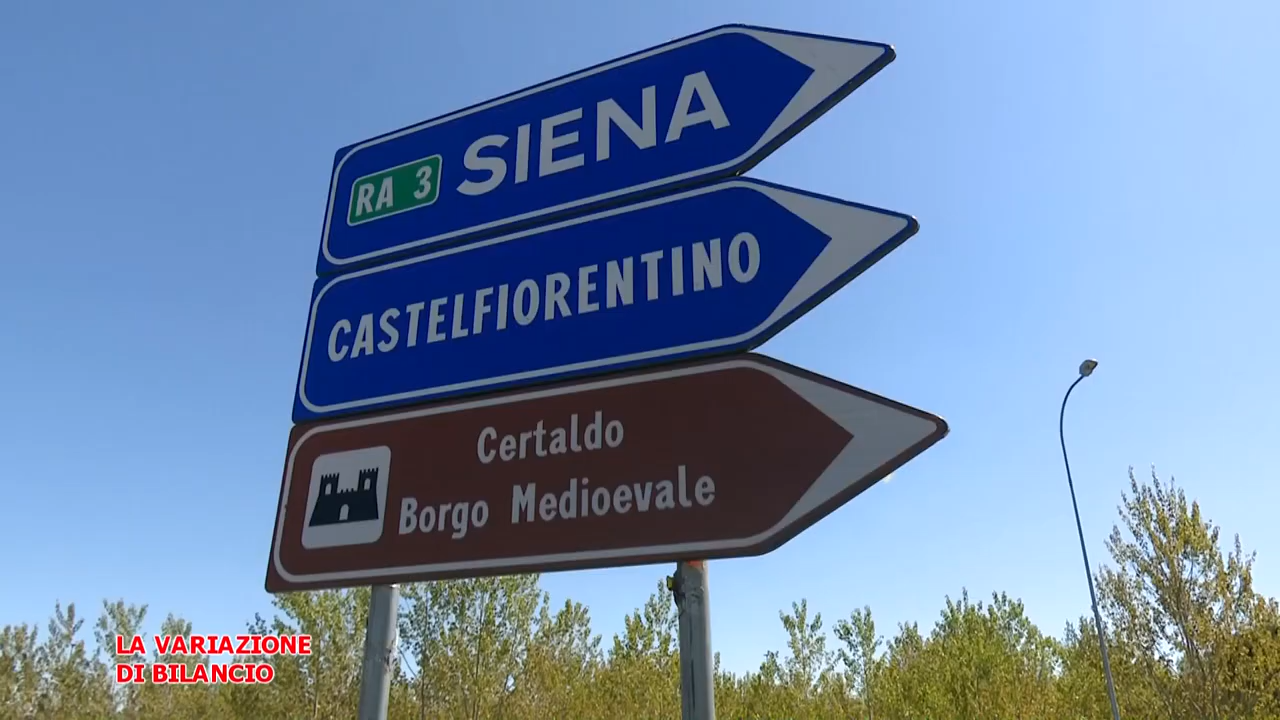 RA 3 SIENA
CASTELFIORENTINO
Certaldo
Borgo Medioevale
LA VARIAZIONE
DI BILANCIO